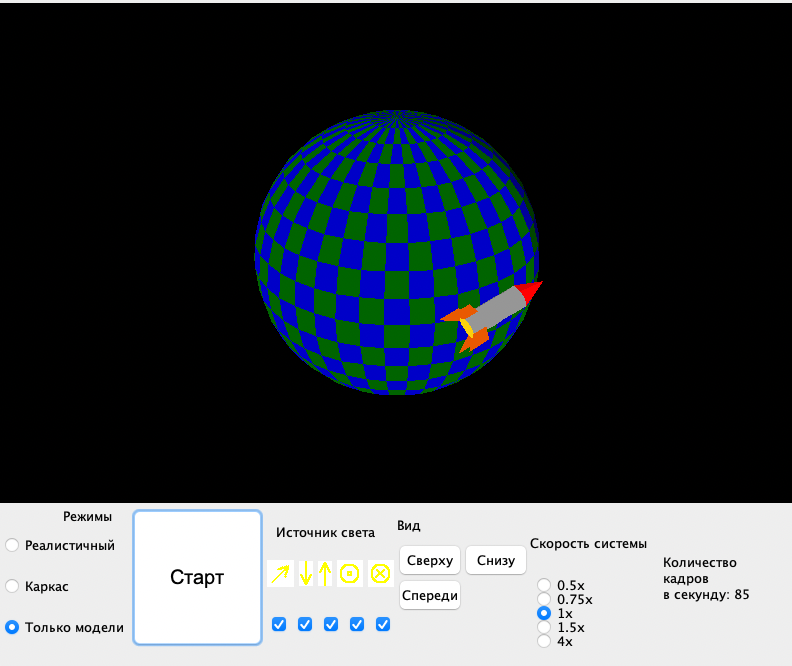 Режимы
Реалистичный
Каркас
Только модели
Старт
Источник света
Вид
Сверху
Снизу
Спереди
Скорость системы
0.5x
0.75x
1x
1.5x
4x
Количество
кадров
в секунду: 85